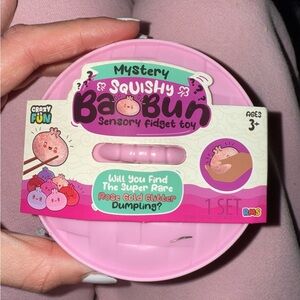 Mystery
SQUISHY
BaoBun
Sensory fidget toy
CRAZY
FUN
AGES
3+
Will You Find
The Super Rare
Rose Gold Glitter
Dumpling?
1 SET
RMS